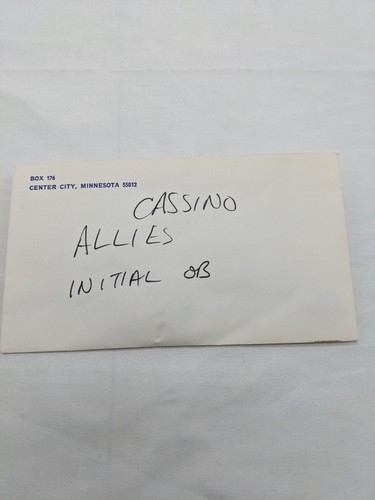 BOX 176
CENTER CITY, MINNESOTA 55012
CASSINO
ALLIES
INITIAL OB